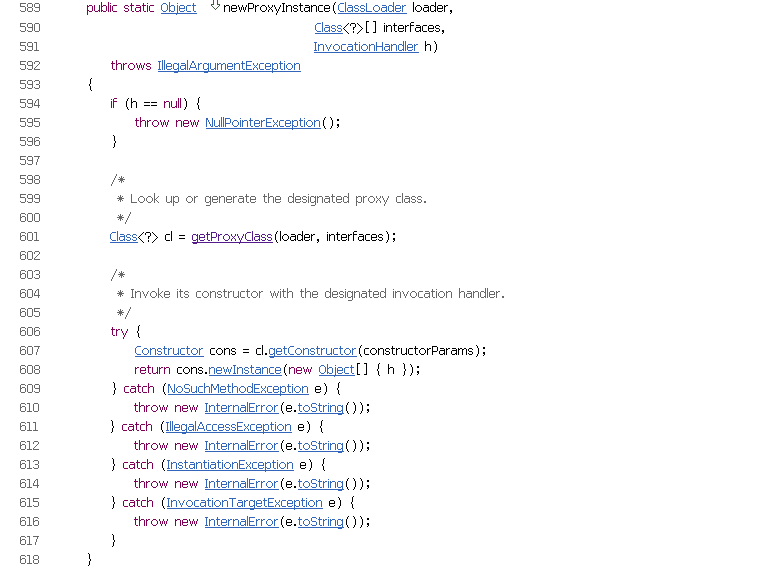 589 public static Object newProxyInstance(ClassLoader loader,
590 Class<?>[] interfaces,
591 InvocationHandler h)
592 throws IllegalArgumentException
593 {
594 if (h == null) {
595 throw new NullPointerException();
596 }
597
598 /*
599 * Look up or generate the designated proxy class.
600 */
601 Class<?> cl = getProxyClass(loader, interfaces);
602
603 /*
604 * Invoke its constructor with the designated invocation handler.
605 */
606 try {
607 Constructor cons = cl.getConstructor(constructorParams);
608 return cons.newInstance(new Object[] { h });
609 } catch (NoSuchMethodException e) {
610 throw new InternalError(e.toString());
611 } catch (IllegalAccessException e) {
612 throw new InternalError(e.toString());
613 } catch (InstantiationException e) {
614 throw new InternalError(e.toString());
615 } catch (InvocationTargetException e) {
616 throw new InternalError(e.toString());
617 }
618 }